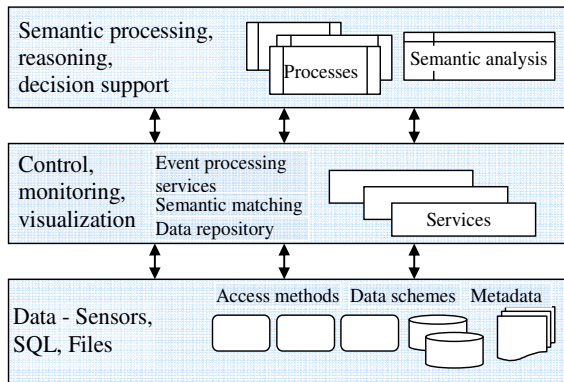 Semantic processing,
reasoning,
decision support
Processes
Semantic analysis
Control,
monitoring,
visualization
Event processing
services
Semantic matching
Data repository
Services
Data - Sensors,
SQL, Files
Access methods
Data schemes
Metadata